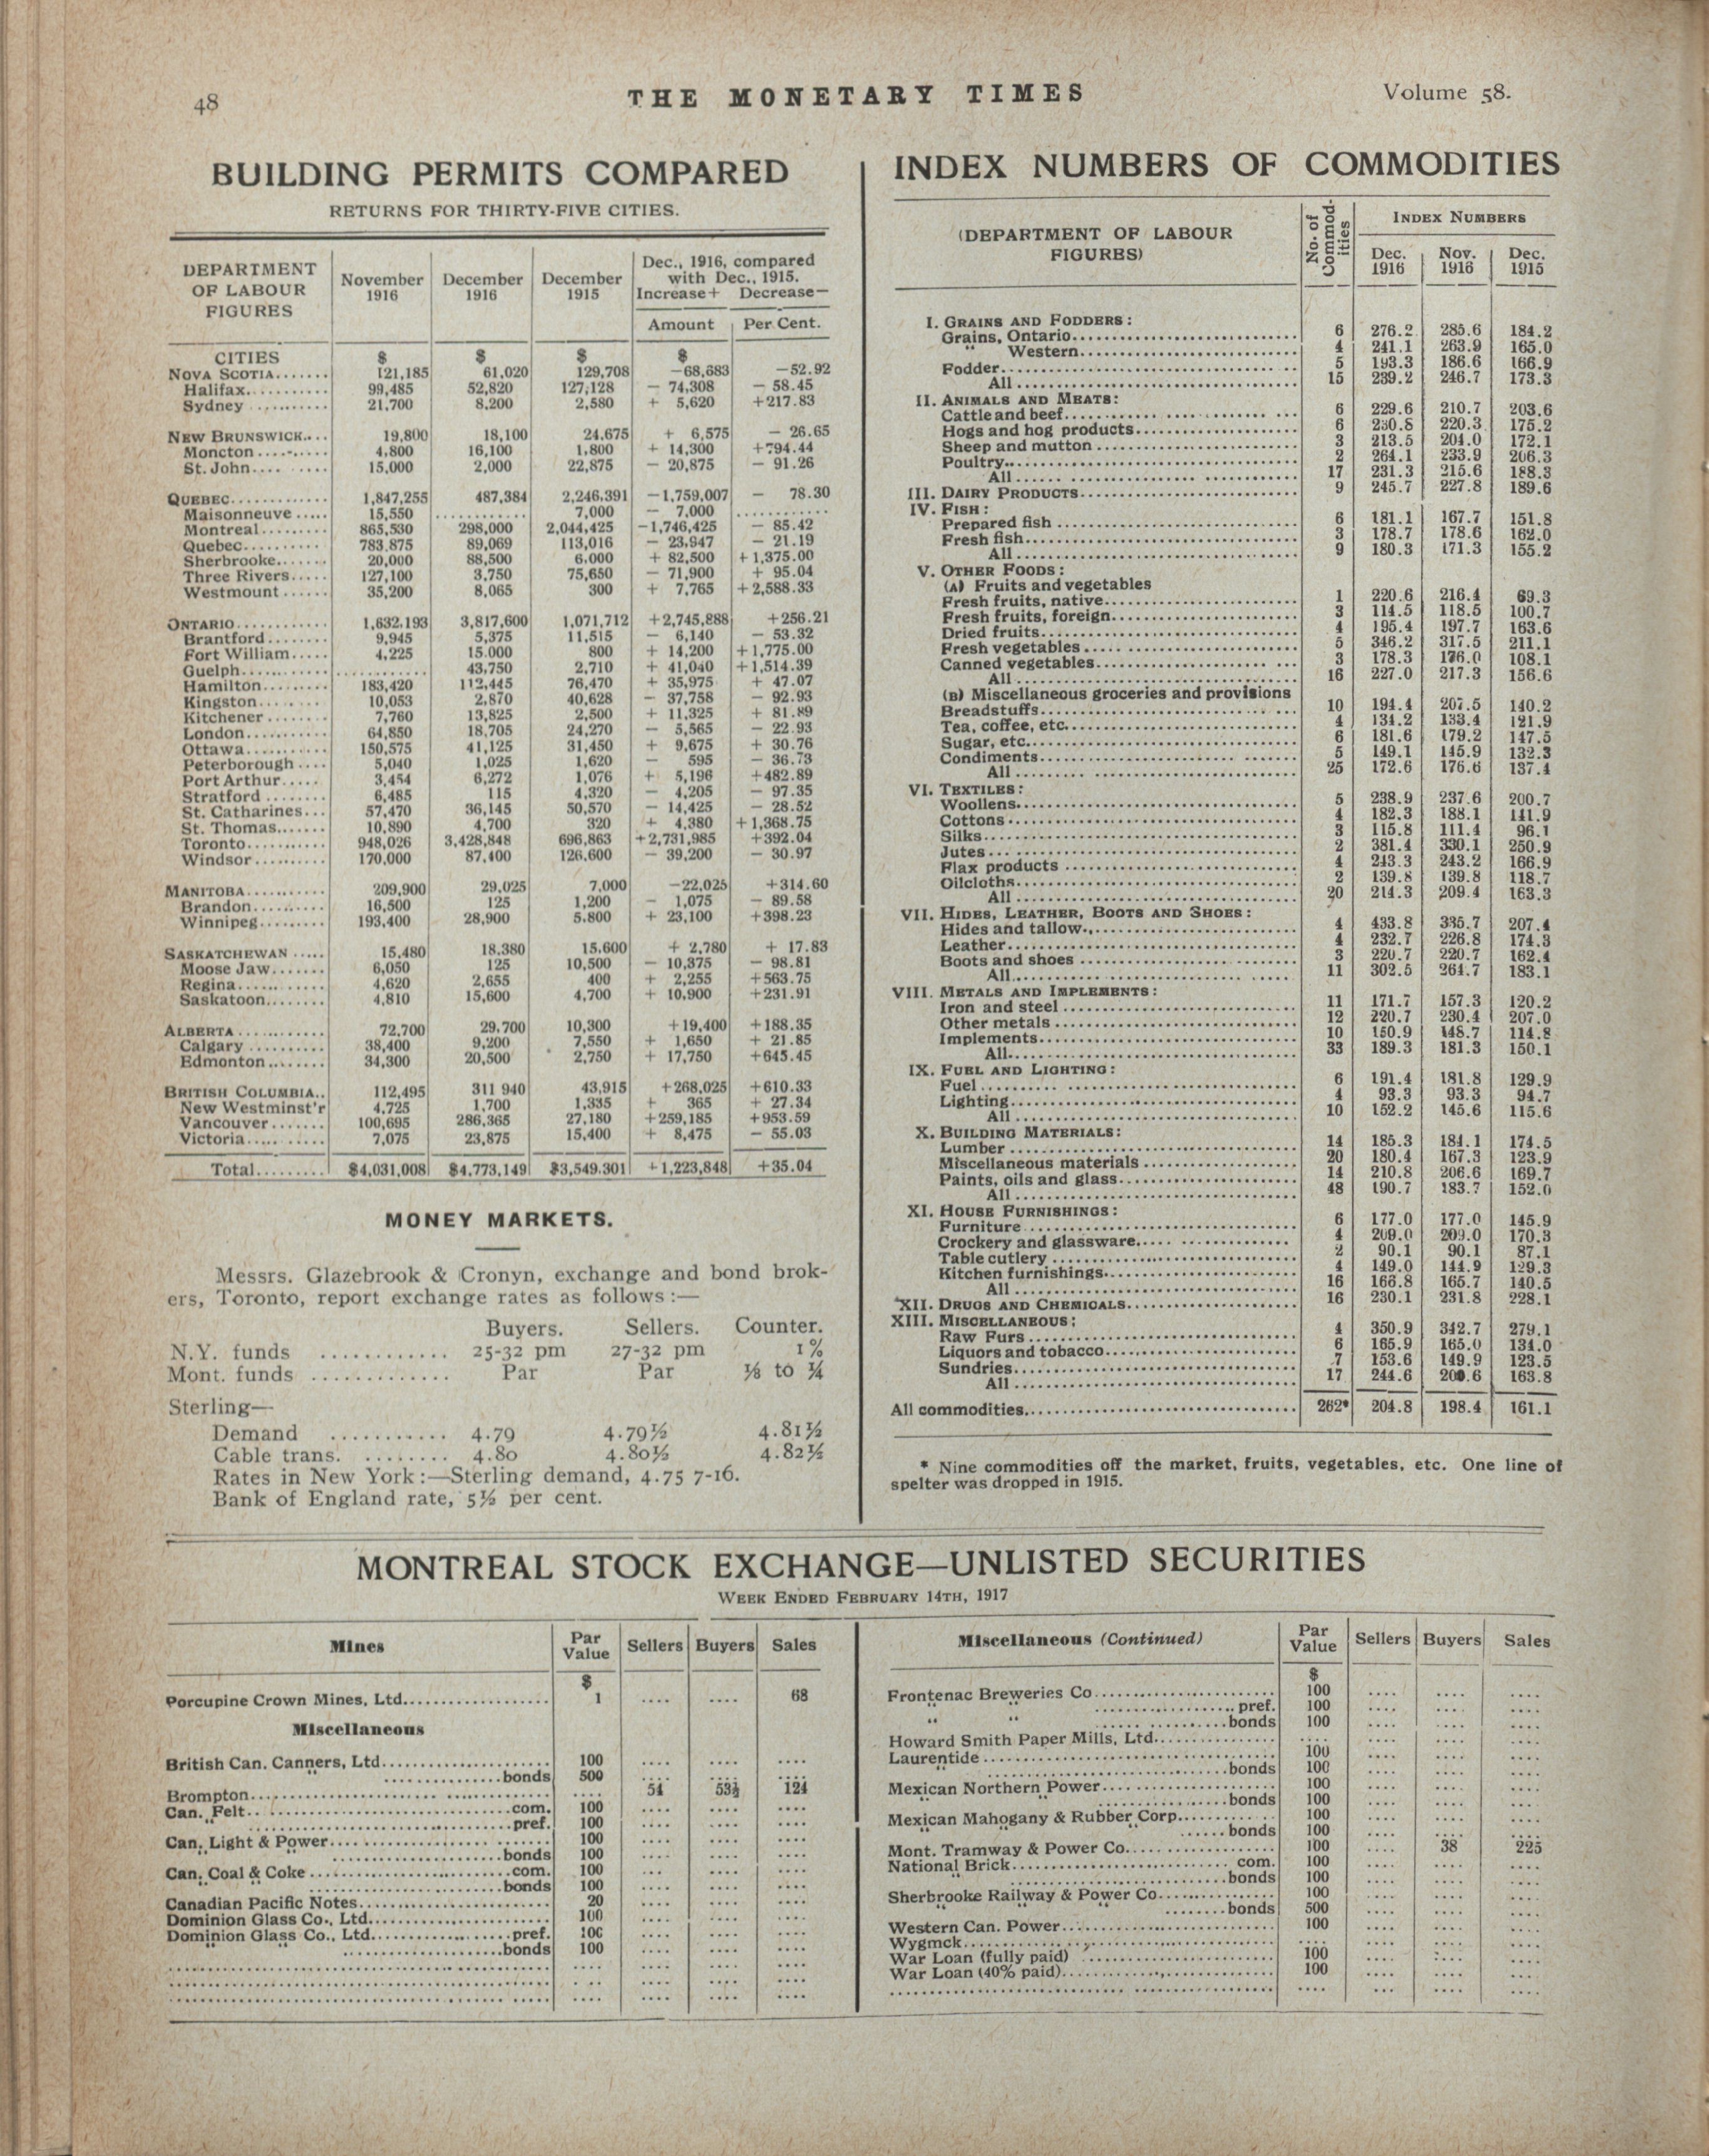 48
THE MONETARY TIMES
Volume 58.
BUILDING PERMITS COMPARED
RETURNS FOR THIRTY-FIVE CITIES.
DEPARTMENT OF LABOUR FIGURES | November 1916 | December 1916 | December 1915 | Dec., 1916, compared with Dec., 1915. Increase+ Decrease—
Amount | Per Cent.
CITIES $ $ $ $
NOVA SCOTIA....... 121,185 61,020 129,708 —68,683 —52.92
Halifax........... 99,485 52,820 127,128 — 74,308 — 58.45
Sydney ........... 21,700 8,200 2,580 + 5,620 +217.83
NEW BRUNSWICK.... 19,800 18,100 24,675 + 6,575 — 26.65
Moncton .......... 4,800 16,100 1,800 + 14,300 +794.44
St. John.... ..... 15,000 2,000 22,875 — 20,875 — 91.26
QUEBEC............ 1,847,255 487,384 2,246,391 —1,759,007 — 78.30
Maisonneuve ..... 15,550 ............ 7,000 — 7,000 ...........
Montreal......... 865,530 298,000 2,044,425 —1,746,425 — 85.42
Quebec.......... 783,875 89,069 113,016 — 23,947 — 21.19
Sherbrooke....... 20,000 88,500 6,000 + 82,500 +1,375.00
Three Rivers..... 127,100 3,750 75,650 — 71,900 + 95.04
Westmount ...... 35,200 8,065 300 + 7,765 +2,588.33
ONTARIO............ 1,632,193 3,817,600 1,071,712 +2,745,888 +256.21
Brantford........ 9,945 5,375 11,515 — 6,140 — 53.32
Fort William..... 4,225 15,000 800 + 14,200 +1,775.00
Guelph........... ............ 43,750 2,710 + 41,040 +1,514.39
Hamilton......... 183,420 112,445 76,470 + 35,975 + 47.07
Kingston......... 10,053 2,870 40,628 — 37,758 — 92.93
Kitchener ........ 7,760 13,825 2,500 + 11,325 + 81.89
London........... 64,850 18,705 24,270 — 5,565 — 22.93
Ottawa........... 150,575 41,125 31,450 + 9,675 + 30.76
Peterborough .... 5,040 1,025 1,620 — 595 — 36.73
Port Arthur..... 3,454 6,272 1,076 + 5,196 +482.89
Stratford ........ 6,485 115 4,320 — 4,205 — 97.35
St. Catharines... 57,470 36,145 50,570 — 14,425 — 28.52
St. Thomas....... 10,890 4,700 320 + 4,380 +1,368.75
Toronto........... 948,026 3,428,848 696,863 +2,731,985 +392.04
Windsor.......... 170,000 87,400 126,600 — 39,200 — 30.97
MANITOBA........... 209,900 29,025 7,000 —22,025 +314.60
Brandon.......... 16,500 125 1,200 — 1,075 — 89.58
Winnipeg......... 193,400 28,900 5,800 + 23,100 +398.23
SASKATCHEWAN ..... 15,480 18,380 15,600 + 2,780 + 17.83
Moose Jaw....... 6,050 125 10,500 — 10,375 — 98.81
Regina........... 4,620 2,655 400 + 2,255 +563.75
Saskatoon........ 4,810 15,600 4,700 + 10,900 +231.91
ALBERTA............ 72,700 29,700 10,300 +19,400 +188.35
Calgary .......... 38,400 9,200 7,550 + 1,650 + 21.85
Edmonton........ 34,300 20,500 2,750 + 17,750 +645.45
BRITISH COLUMBIA.. 112,495 311 940 43,915 +268,025 +610.33
New Westminst'r 4,725 1,700 1,335 + 365 + 27.34
Vancouver....... 100,695 286,365 27,180 +259,185 +953.59
Victoria.......... 7,075 23,875 15,400 + 8,475 — 55.03
Total......... $4,031,008 $4,773,149 $3,549,301 +1,223,848 +35.04
MONEY MARKETS.
Messrs. Glazebrook & Cronyn, exchange and bond brok-
ers, Toronto, report exchange rates as follows:—
Buyers. Sellers. Counter.
N.Y. funds ............ 25-32 pm 27-32 pm 1%
Mont. funds ............. Par Par ⅛ to ¼
Sterling—
Demand ........... 4.79 4.79½ 4.81½
Cable trans. ........ 4.80 4.80½ 4.82½
Rates in New York:—Sterling demand, 4.75 7-16.
Bank of England rate, 5½ per cent.
INDEX NUMBERS OF COMMODITIES
(DEPARTMENT OF LABOUR FIGURES) | No. of Commodities | INDEX NUMBERS
Dec. 1916 | Nov. 1916 | Dec. 1915
I. GRAINS AND FODDERS:
Grains, Ontario.......... 6 276.2 285.6 184.2
" Western.......... 4 241.1 263.9 165.0
Fodder.......... 5 193.3 186.6 166.9
All.......... 15 239.2 246.7 173.3
II. ANIMALS AND MEATS:
Cattle and beef.......... 6 229.6 210.7 203.6
Hogs and hog products.......... 6 230.8 220.3 175.2
Sheep and mutton.......... 3 213.5 204.0 172.1
Poultry.......... 2 264.1 233.9 206.3
All.......... 17 231.3 215.6 188.3
III. DAIRY PRODUCTS.......... 9 245.7 227.8 189.6
IV. FISH:
Prepared fish.......... 6 181.1 167.7 151.8
Fresh fish.......... 3 178.7 178.6 162.0
All.......... 9 180.3 171.3 155.2
V. OTHER FOODS:
(A) Fruits and vegetables
Fresh fruits, native.......... 1 220.6 216.4 69.3
Fresh fruits, foreign.......... 3 114.5 118.5 100.7
Dried fruits.......... 4 195.4 197.7 163.6
Fresh vegetables.......... 5 346.2 317.5 211.1
Canned vegetables.......... 3 178.3 176.0 108.1
All.......... 16 227.0 217.3 156.6
(B) Miscellaneous groceries and provisions
Breadstuffs.......... 10 194.4 207.5 140.2
Tea, coffee, etc.......... 4 134.2 133.4 121.9
Sugar, etc.......... 6 181.6 179.2 147.5
Condiments.......... 5 149.1 145.9 132.3
All.......... 25 172.6 176.6 137.4
VI. TEXTILES:
Woollens.......... 5 238.9 237.6 200.7
Cottons.......... 4 182.3 188.1 141.9
Silks.......... 3 115.8 111.4 96.1
Jutes.......... 2 381.4 330.1 250.9
Flax products.......... 4 243.3 243.2 166.9
Oilcloths.......... 2 139.8 139.8 118.7
All.......... 20 214.3 209.4 163.3
VII. HIDES, LEATHER, BOOTS AND SHOES:
Hides and tallow.......... 4 433.8 335.7 207.4
Leather.......... 4 232.7 226.8 174.3
Boots and shoes.......... 3 220.7 220.7 162.4
All.......... 11 302.5 264.7 183.1
VIII. METALS AND IMPLEMENTS:
Iron and steel.......... 11 171.7 157.3 120.2
Other metals.......... 12 220.7 230.4 207.0
Implements.......... 10 150.9 148.7 114.8
All.......... 33 189.3 181.3 150.1
IX. FUEL AND LIGHTING:
Fuel.......... 6 191.4 181.8 129.9
Lighting.......... 4 93.3 93.3 94.7
All.......... 10 152.2 145.6 115.6
X. BUILDING MATERIALS:
Lumber.......... 14 185.3 184.1 174.5
Miscellaneous materials.......... 20 180.4 167.3 123.9
Paints, oils and glass.......... 14 210.8 206.6 169.7
All.......... 48 190.7 183.7 152.0
XI. HOUSE FURNISHINGS:
Furniture.......... 6 177.0 177.0 145.9
Crockery and glassware.......... 4 209.0 209.0 170.3
Table cutlery.......... 2 90.1 90.1 87.1
Kitchen furnishings.......... 4 149.0 144.9 129.3
All.......... 16 166.8 165.7 140.5
XII. DRUGS AND CHEMICALS.......... 16 230.1 231.8 228.1
XIII. MISCELLANEOUS:
Raw Furs.......... 4 350.9 342.7 279.1
Liquors and tobacco.......... 6 165.9 165.0 134.0
Sundries.......... 7 153.6 149.9 123.5
All.......... 17 244.6 200.6 163.8
All commodities.......... 262* 204.8 198.4 161.1
* Nine commodities off the market, fruits, vegetables, etc. One line of
spelter was dropped in 1915.
MONTREAL STOCK EXCHANGE—UNLISTED SECURITIES
WEEK ENDED FEBRUARY 14TH, 1917
Mines | Par Value | Sellers | Buyers | Sales
$
Porcupine Crown Mines, Ltd.......... 1 .... .... 68
Miscellaneous
British Can. Canners, Ltd.......... 100 .... .... ....
" ..........bonds 500 .... .... ....
Brompton.......... .... 54 53½ 124
Can. Felt..........com. 100 .... .... ....
" ..........pref. 100 .... .... ....
Can. Light & Power.......... 100 .... .... ....
" " ..........bonds 100 .... .... ....
Can. Coal & Coke..........com. 100 .... .... ....
" " ..........bonds 100 .... .... ....
Canadian Pacific Notes.......... 20 .... .... ....
Dominion Glass Co., Ltd.......... 100 .... .... ....
Dominion Glass Co., Ltd..........pref. 100 .... .... ....
" " ..........bonds 100 .... .... ....
Miscellaneous (Continued) | Par Value | Sellers | Buyers | Sales
$
Frontenac Breweries Co.......... 100 .... .... ....
" " ..........pref. 100 .... .... ....
" " ..........bonds 100 .... .... ....
Howard Smith Paper Mills, Ltd.......... .... .... .... ....
Laurentide.......... 100 .... .... ....
" ..........bonds 100 .... .... ....
Mexican Northern Power.......... 100 .... .... ....
" " ..........bonds 100 .... .... ....
Mexican Mahogany & Rubber Corp.......... 100 .... .... ....
" " " ......bonds 100 .... .... ....
Mont. Tramway & Power Co.......... 100 .... 38 225
National Brick.......... com. 100 .... .... ....
" ..........bonds 100 .... .... ....
Sherbrooke Railway & Power Co.......... 100 .... .... ....
" " " ........bonds 500 .... .... ....
Western Can. Power.......... 100 .... .... ....
Wygmck.......... .... .... .... ....
War Loan (fully paid) .......... 100 .... .... ....
War Loan (40% paid).......... 100 .... .... ....